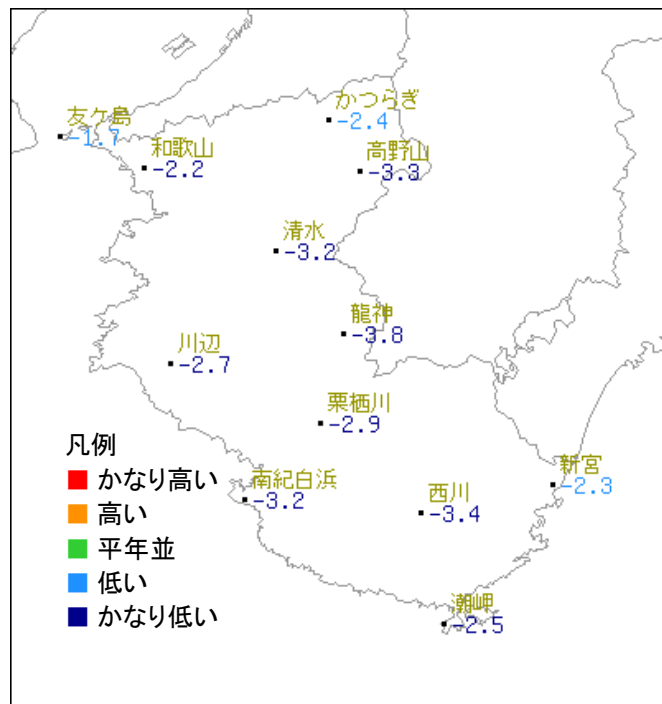 かつらぎ
-2.4
友ケ島
-1.7
和歌山
-2.2
高野山
-3.3
清水
-3.2
龍神
-3.8
川辺
-2.7
栗栖川
-2.9
新宮
-2.3
南紀白浜
-3.2
西川
-3.4
潮岬
-2.5
凡例
かなり高い
高い
平年並
低い
かなり低い